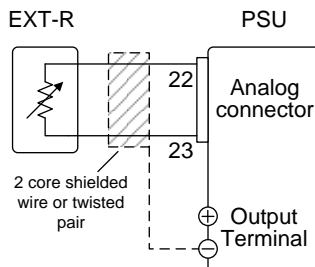 EXT-R
PSU
22
Analog
connector
23
2 core shielded
wire or twisted
pair
Output
Terminal